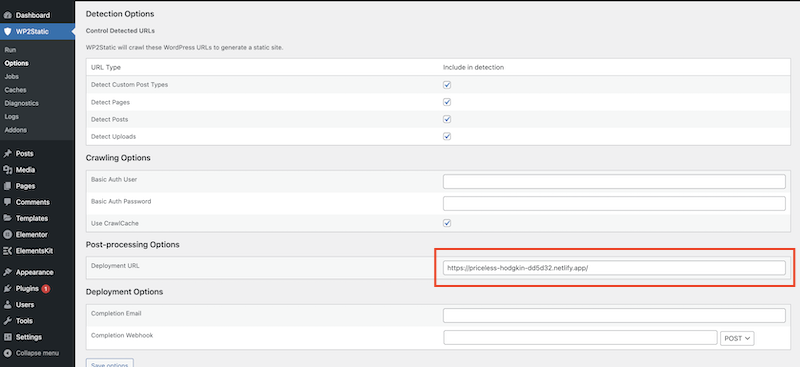 Dashboard
WP2Static
Run
Options
Jobs
Caches
Diagnostics
Logs
Addons
Posts
Media
Pages
Comments
Templates
Elementor
ElementsKit
Appearance
Plugins 1
Users
Tools
Settings
Collapse menu
Detection Options
Control Detected URLs
WP2Static will crawl these WordPress URLs to generate a static site.
URL Type Include in detection
Detect Custom Post Types
Detect Pages
Detect Posts
Detect Uploads
Crawling Options
Basic Auth User
Basic Auth Password
Use CrawlCache
Post-processing Options
Deployment URL https://priceless-hodgkin-dd5d32.netlify.app/
Deployment Options
Completion Email
Completion Webhook POST
Save options